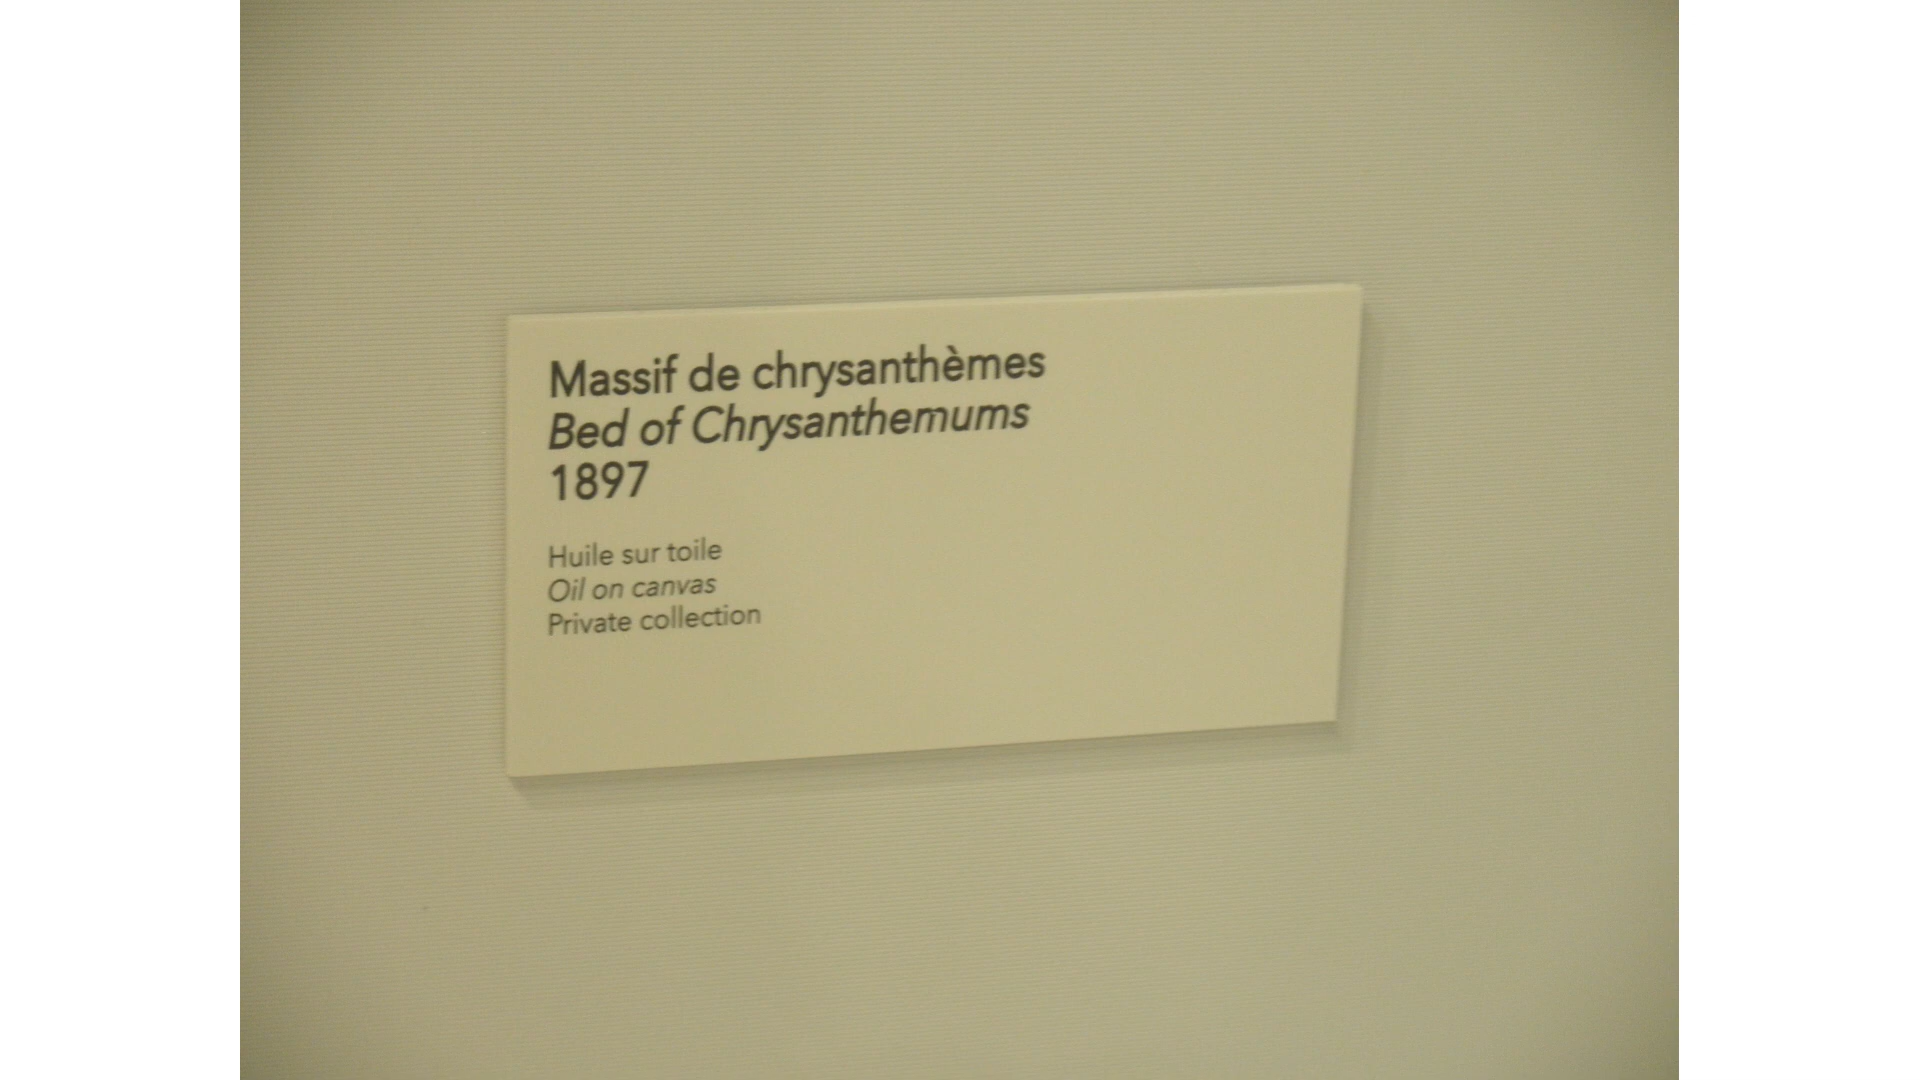 Massif de chrysanthèmes
Bed of Chrysanthemums
1897
Huile sur toile
Oil on canvas
Private collection